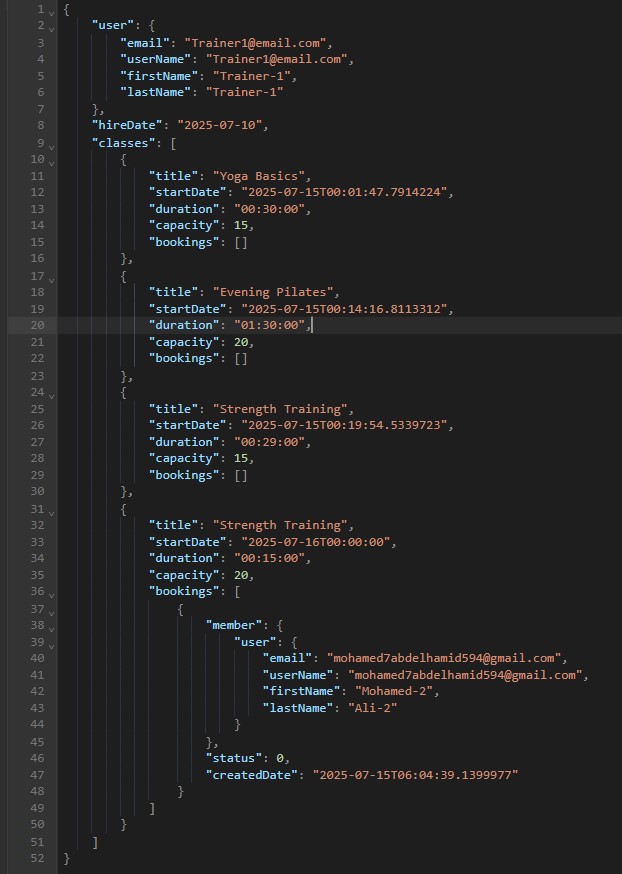 1 {
2     "user": {
3         "email": "Trainer1@email.com",
4         "userName": "Trainer1@email.com",
5         "firstName": "Trainer-1",
6         "lastName": "Trainer-1"
7     },
8     "hireDate": "2025-07-10",
9     "classes": [
10         {
11             "title": "Yoga Basics",
12             "startDate": "2025-07-15T00:01:47.7914224",
13             "duration": "00:30:00",
14             "capacity": 15,
15             "bookings": []
16         },
17         {
18             "title": "Evening Pilates",
19             "startDate": "2025-07-15T00:14:16.8113312",
20             "duration": "01:30:00",
21             "capacity": 20,
22             "bookings": []
23         },
24         {
25             "title": "Strength Training",
26             "startDate": "2025-07-15T00:19:54.5339723",
27             "duration": "00:29:00",
28             "capacity": 15,
29             "bookings": []
30         },
31         {
32             "title": "Strength Training",
33             "startDate": "2025-07-16T00:00:00",
34             "duration": "00:15:00",
35             "capacity": 20,
36             "bookings": [
37                 {
38                     "member": {
39                         "user": {
40                             "email": "mohamed7abdelhamid594@gmail.com",
41                             "userName": "mohamed7abdelhamid594@gmail.com",
42                             "firstName": "Mohamed-2",
43                             "lastName": "Ali-2"
44                         }
45                     },
46                     "status": 0,
47                     "createdDate": "2025-07-15T06:04:39.1399977"
48                 }
49             ]
50         }
51     ]
52 }